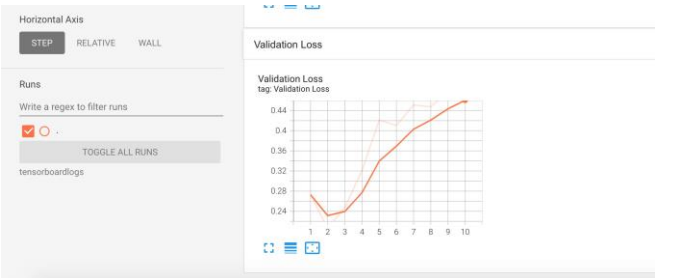 Horizontal Axis
STEP RELATIVE WALL
Runs
Write a regex to filter runs
.
TOGGLE ALL RUNS
tensorboardlogs
Validation Loss
Validation Loss
tag: Validation Loss
0.44
0.4
0.36
0.32
0.28
0.24
1 2 3 4 5 6 7 8 9 10